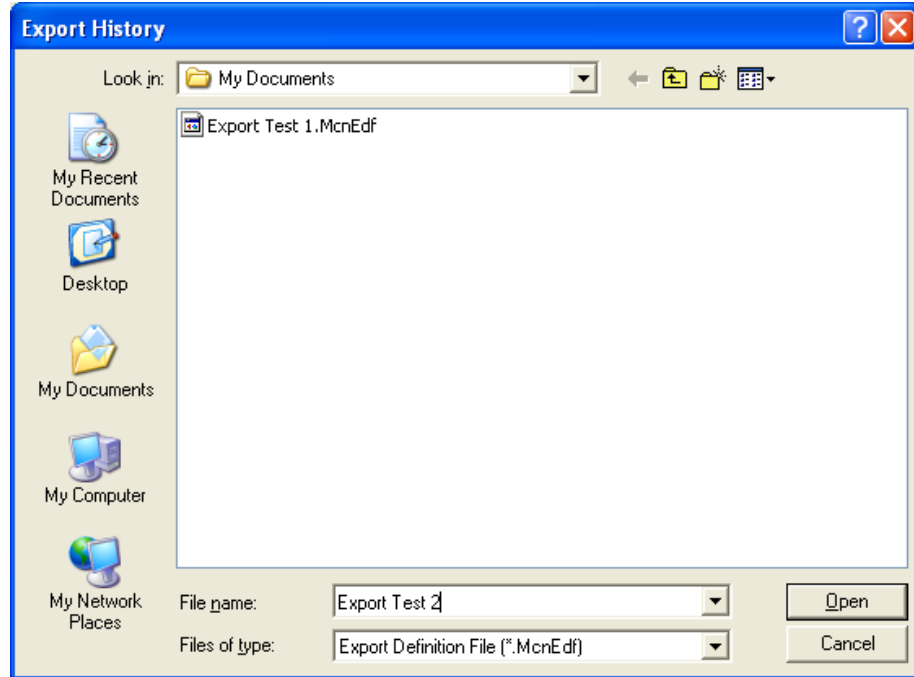 Export History
Look in: My Documents
Export Test 1.McnEdf
My Recent
Documents
Desktop
My Documents
My Computer
My Network
Places
File name: Export Test 2 Open
Files of type: Export Definition File (*.McnEdf) Cancel